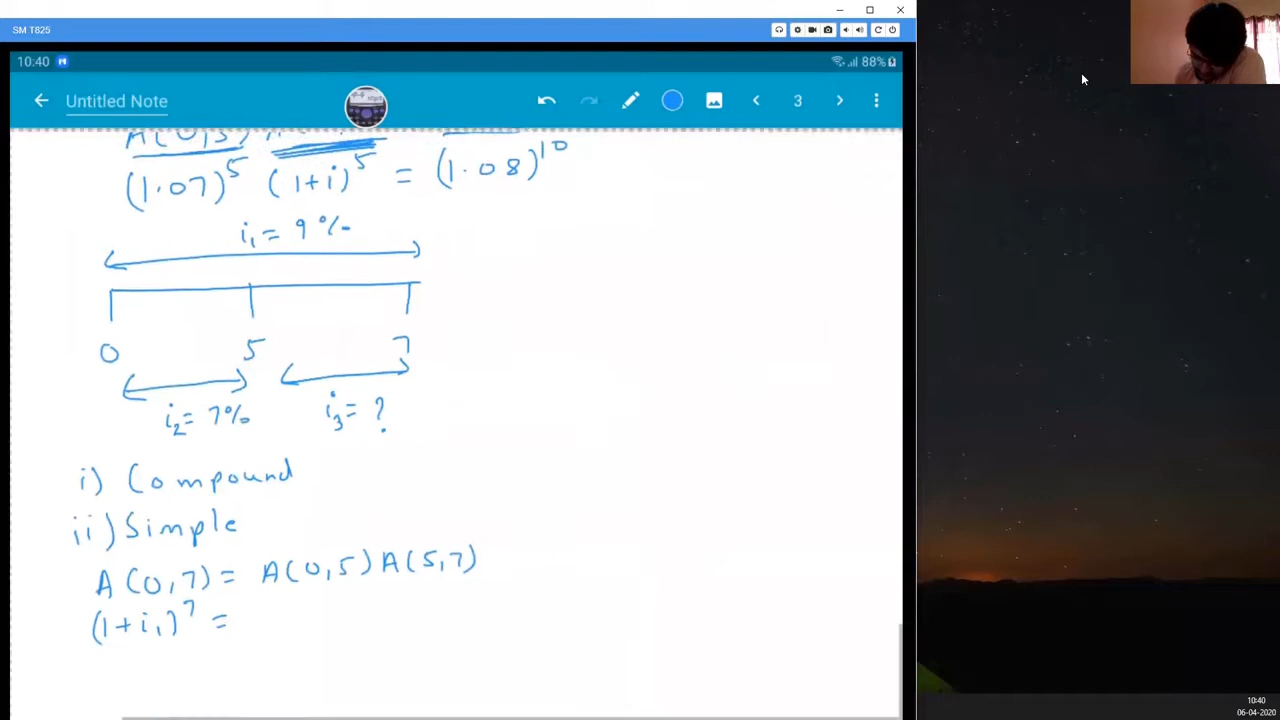 SM T825
10:40 88%
Untitled Note 3
A(0,5)
(1.07)^5 (1+i)^5 = (1.08)^10
i₁ = 9%
0 5 7
i₂ = 7% i₃ = ?
i) Compound
ii) Simple
A(0,7) = A(0,5) A(5,7)
(1+i₁)^7 =
10:40
06-04-2020